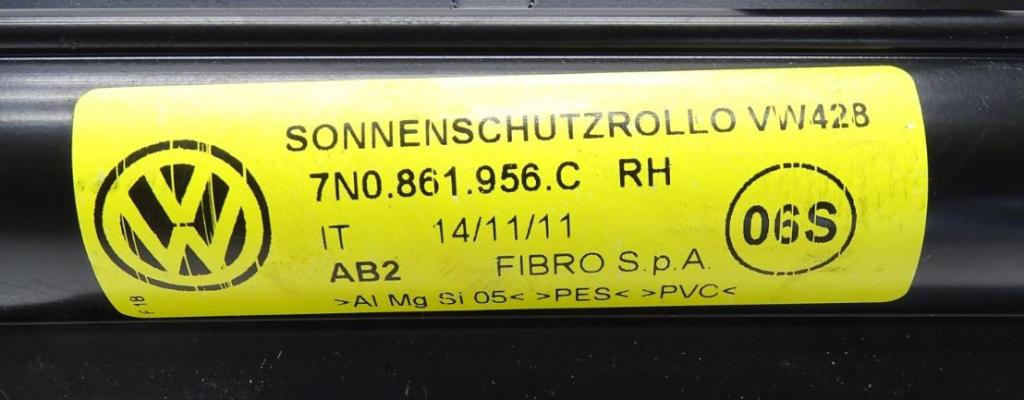 SONNENSCHUTZROLLO VW428
7N0.861.956.C RH
IT 14/11/11
06S
AB2 FIBRO S.p.A.
>Al Mg Si 05< >PES< >PVC<
F18